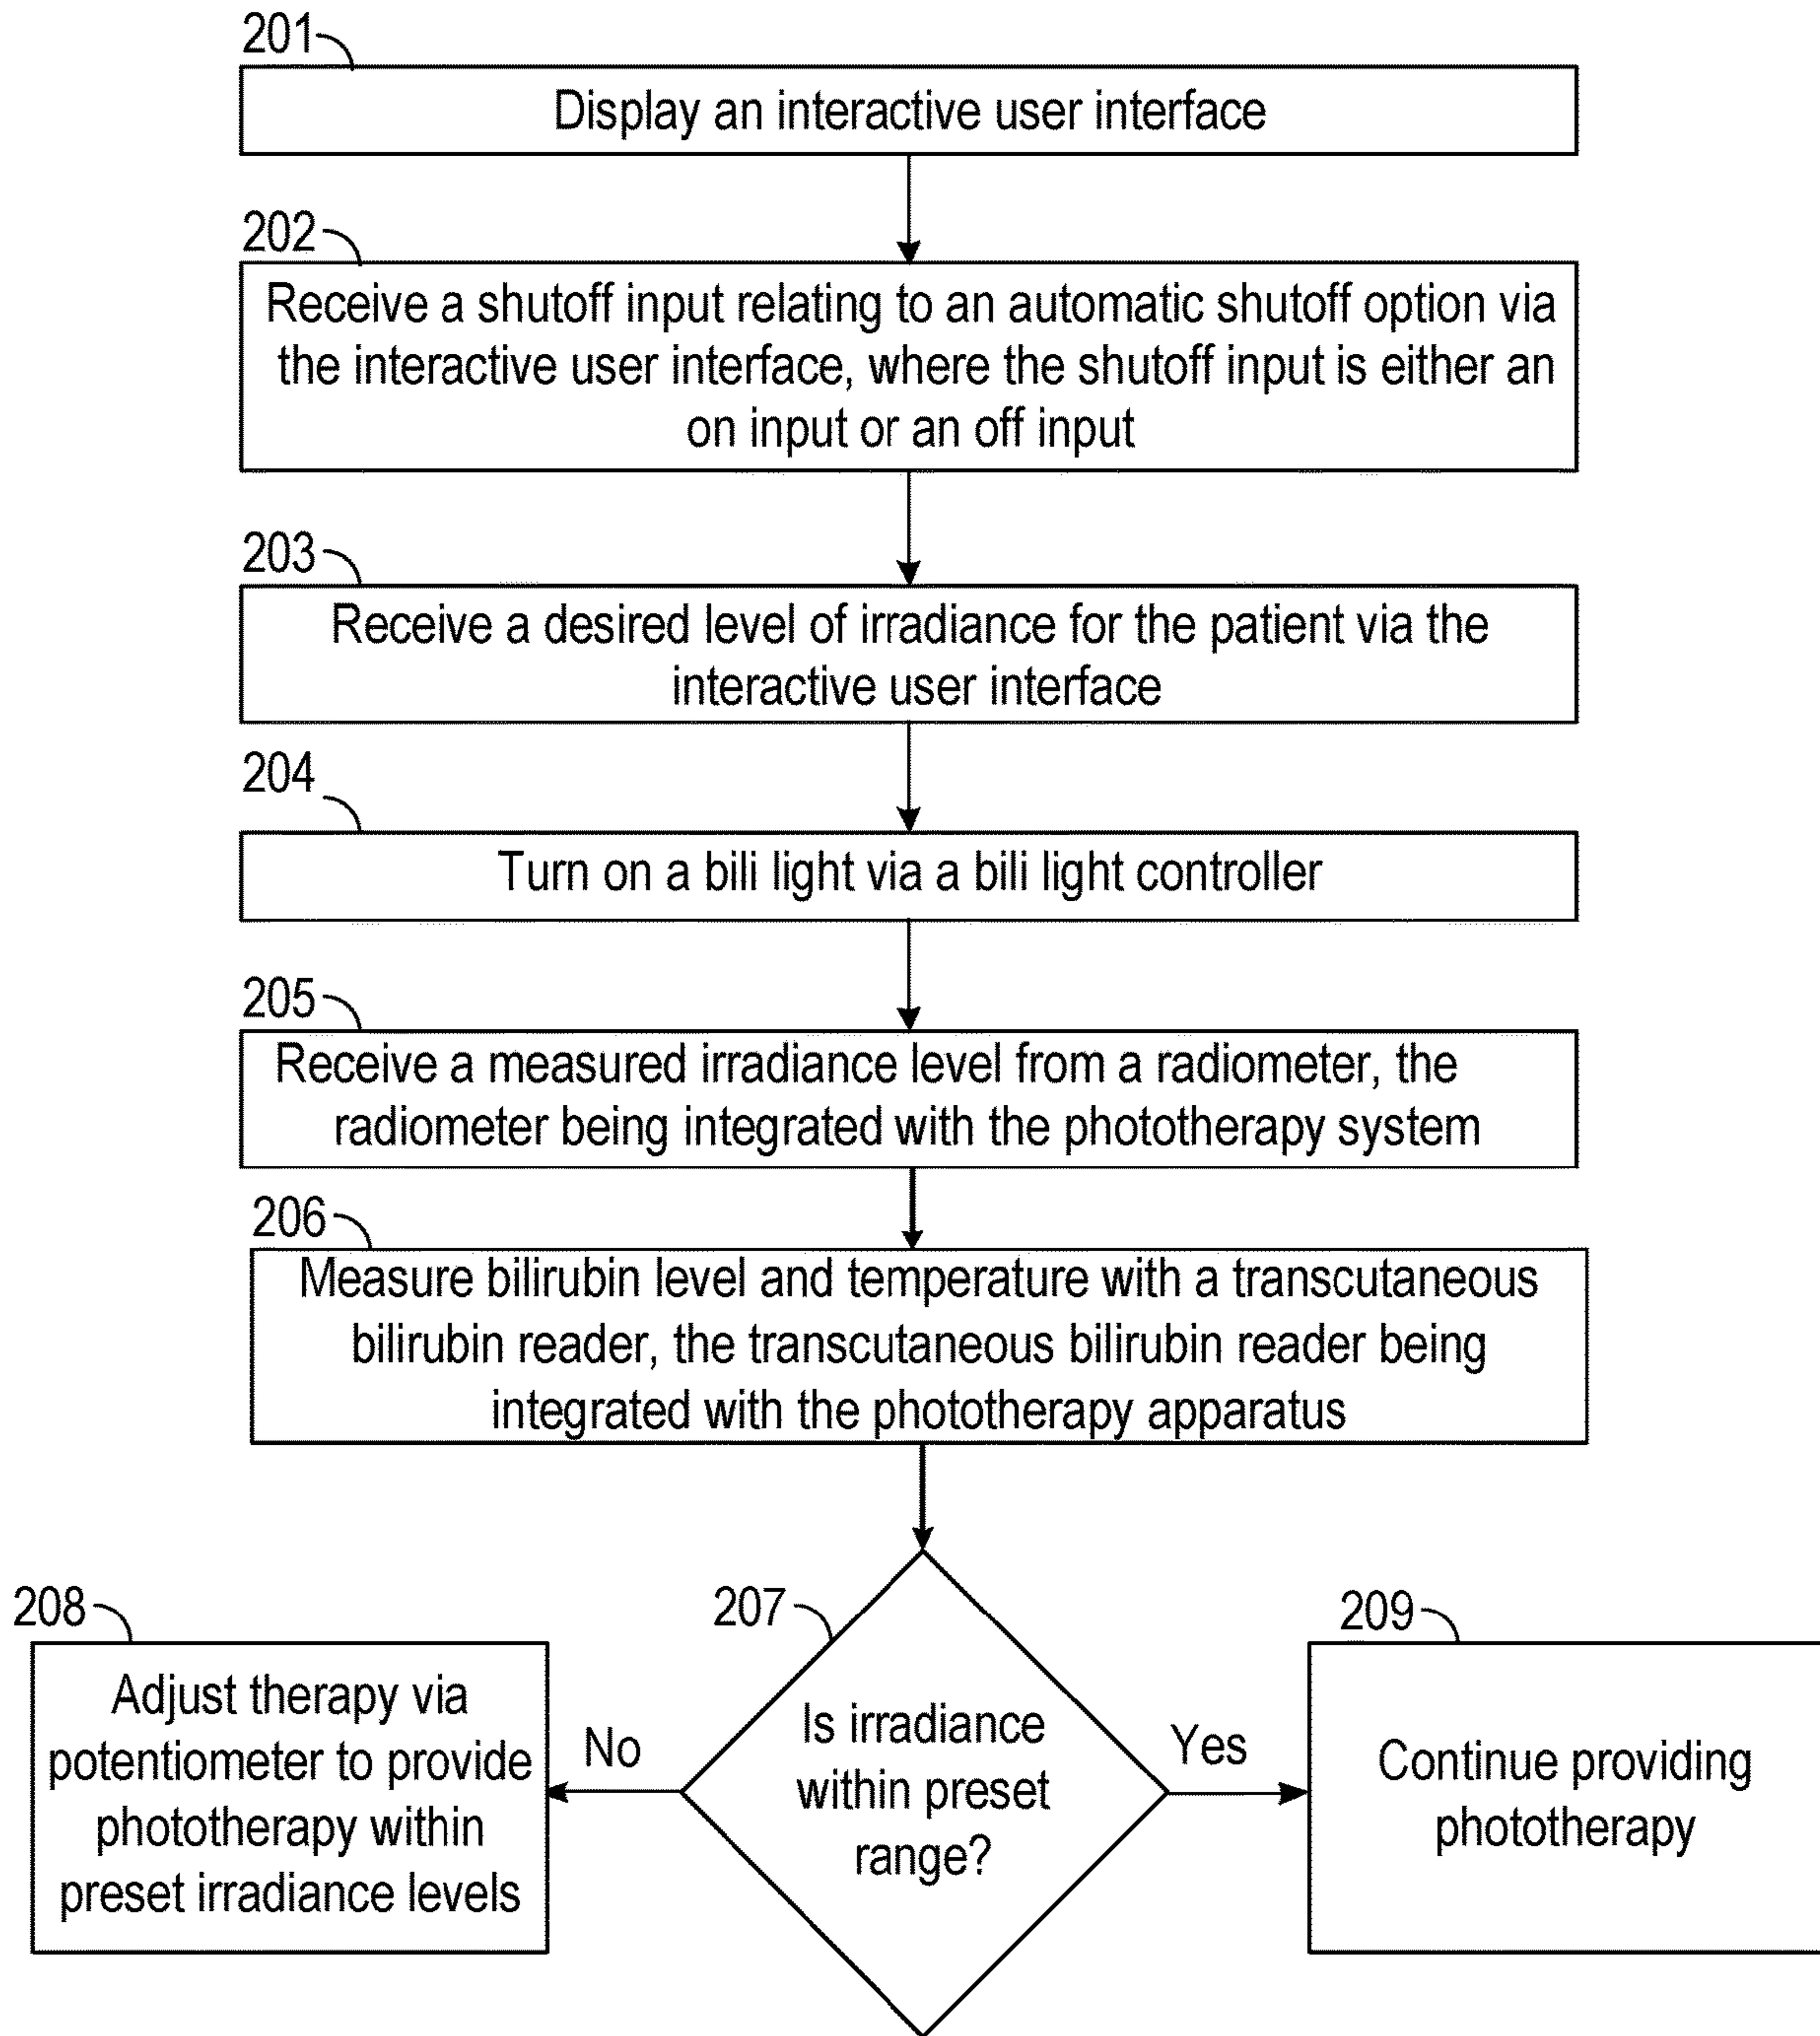 201
Display an interactive user interface
202
Receive a shutoff input relating to an automatic shutoff option via
the interactive user interface, where the shutoff input is either an
on input or an off input
203
Receive a desired level of irradiance for the patient via the
interactive user interface
204
Turn on a bili light via a bili light controller
205
Receive a measured irradiance level from a radiometer, the
radiometer being integrated with the phototherapy system
206
Measure bilirubin level and temperature with a transcutaneous
bilirubin reader, the transcutaneous bilirubin reader being
integrated with the phototherapy apparatus
207
Is irradiance
within preset
range?
No
Yes
208
Adjust therapy via
potentiometer to provide
phototherapy within
preset irradiance levels
209
Continue providing
phototherapy